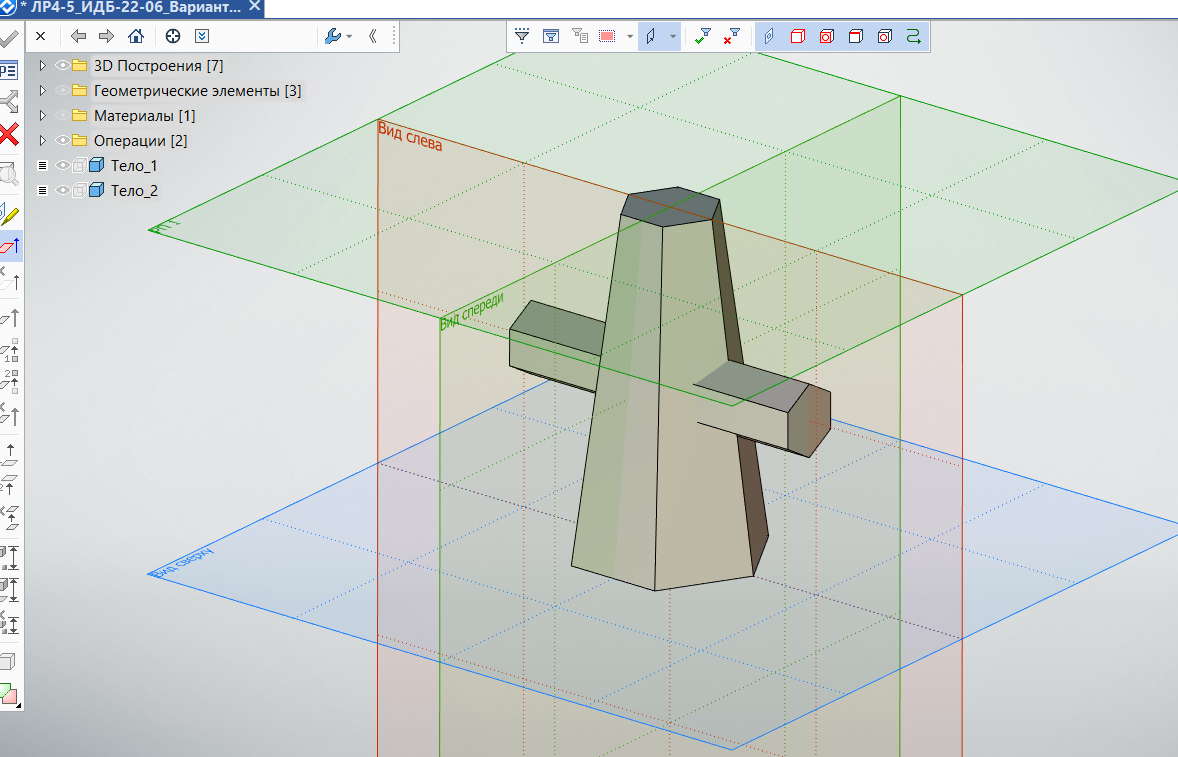 * ЛР4-5_ИДБ-22-06_Вариант...
3D Построения [7]
Геометрические элементы [3]
Материалы [1]
Операции [2]
Тело_1
Тело_2
Вид слева
РП_1
Вид спереди
Вид сверху